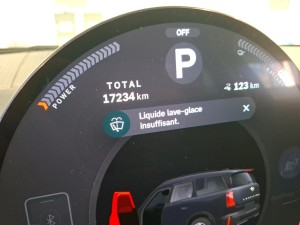 OFF
P
POWER
TOTAL
17234 km
123 km
Liquide lave-glace
insuffisant.